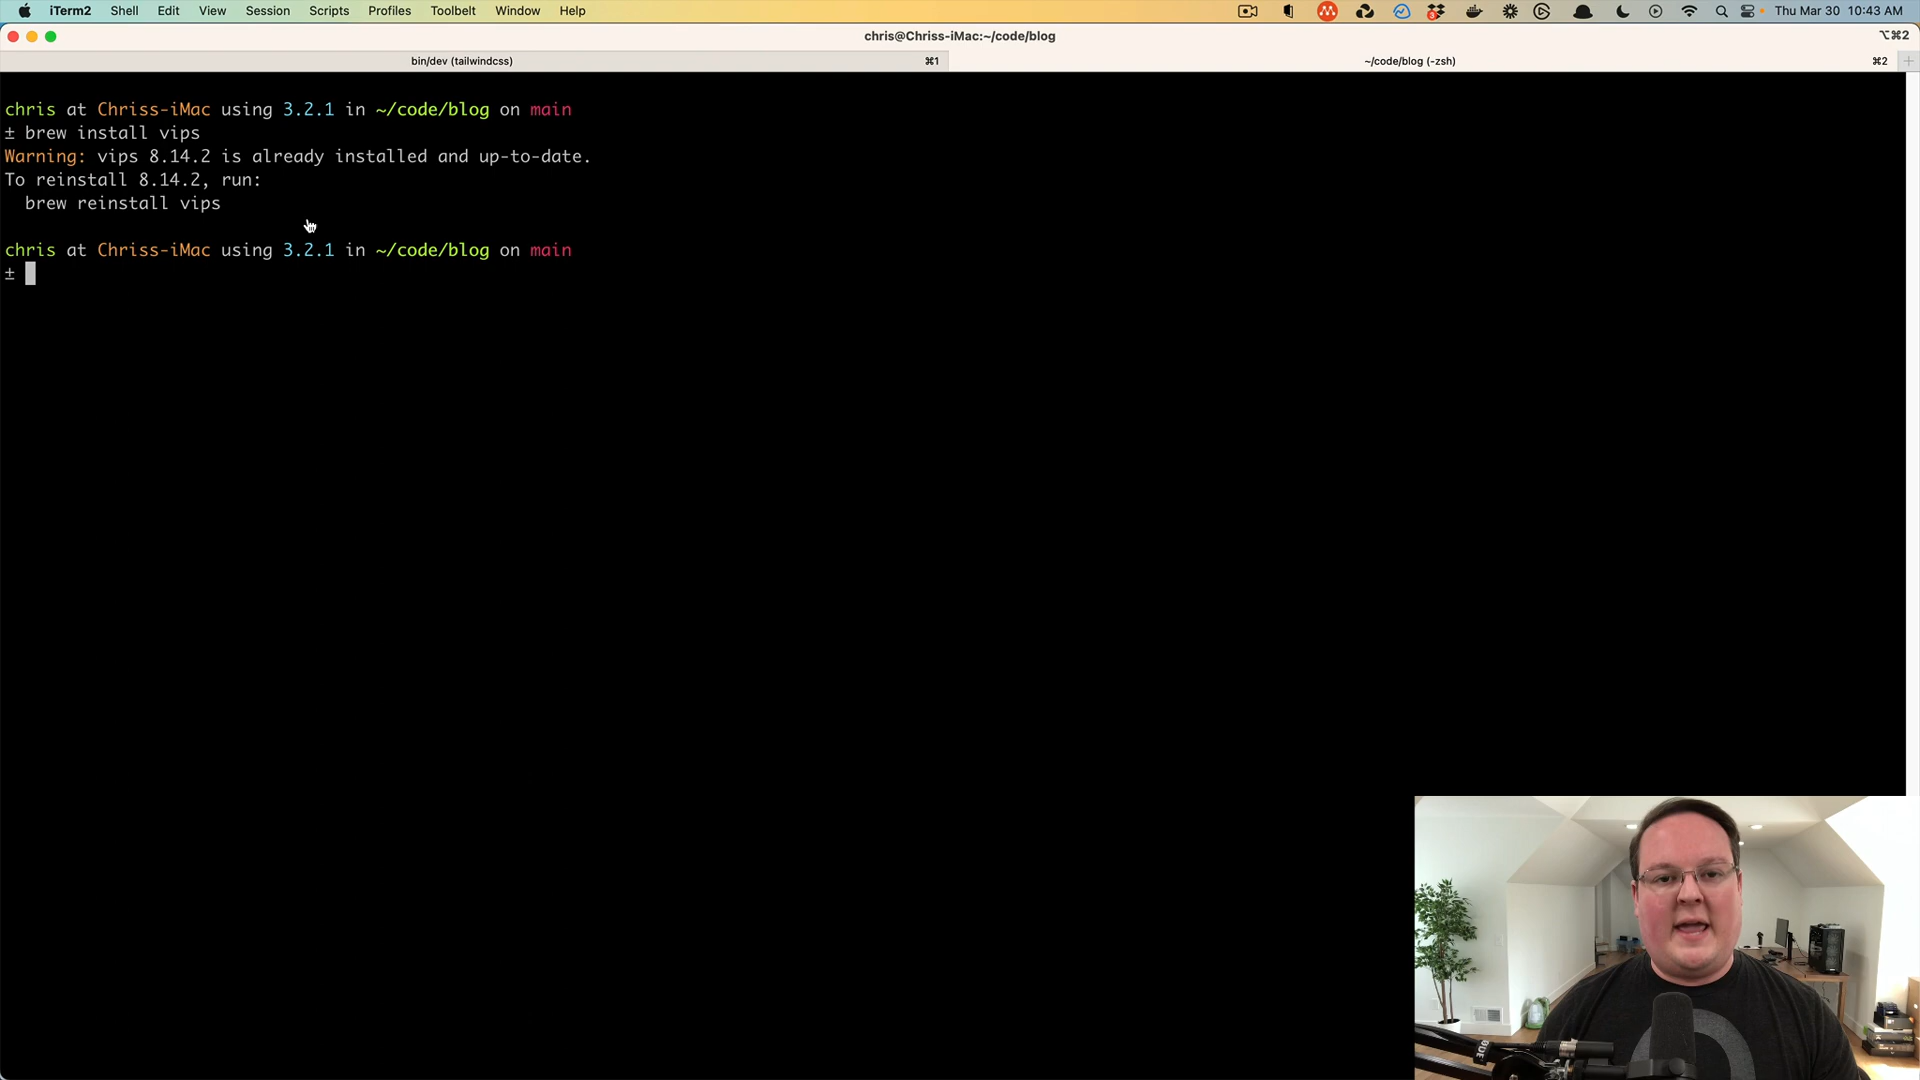 iTerm2 Shell Edit View Session Scripts Profiles Toolbelt Window Help Thu Mar 30 10:43 AM
chris@Chriss-iMac:~/code/blog ⌥⌘2
bin/dev (tailwindcss) ⌘1 ~/code/blog (-zsh) ⌘2
chris at Chriss-iMac using 3.2.1 in ~/code/blog on main
± brew install vips
Warning: vips 8.14.2 is already installed and up-to-date.
To reinstall 8.14.2, run:
brew reinstall vips
chris at Chriss-iMac using 3.2.1 in ~/code/blog on main
±